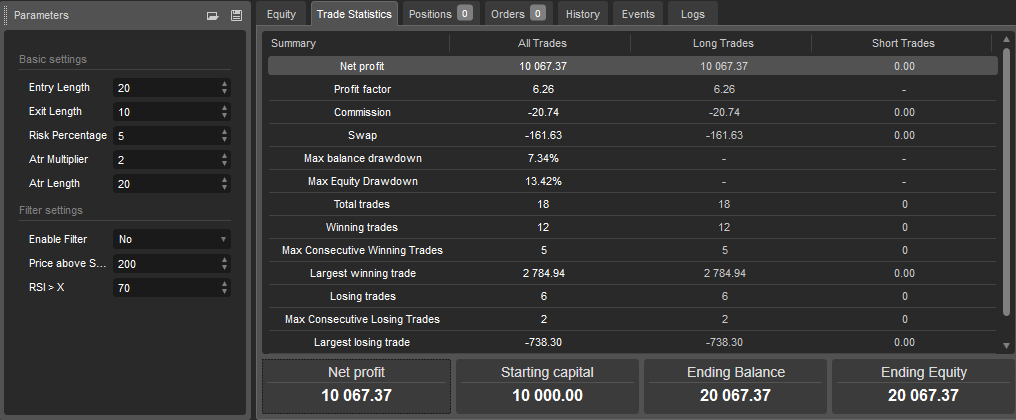 Parameters
Basic settings
Entry Length 20
Exit Length 10
Risk Percentage 5
Atr Multiplier 2
Atr Length 20
Filter settings
Enable Filter No
Price above S... 200
RSI > X 70
Equity Trade Statistics Positions 0 Orders 0 History Events Logs
Summary All Trades Long Trades Short Trades
Net profit 10 067.37 10 067.37 0.00
Profit factor 6.26 6.26 -
Commission -20.74 -20.74 0.00
Swap -161.63 -161.63 0.00
Max balance drawdown 7.34% - -
Max Equity Drawdown 13.42% - -
Total trades 18 18 0
Winning trades 12 12 0
Max Consecutive Winning Trades 5 5 0
Largest winning trade 2 784.94 2 784.94 0.00
Losing trades 6 6 0
Max Consecutive Losing Trades 2 2 0
Largest losing trade -738.30 -738.30 0.00
Net profit Starting capital Ending Balance Ending Equity
10 067.37 10 000.00 20 067.37 20 067.37